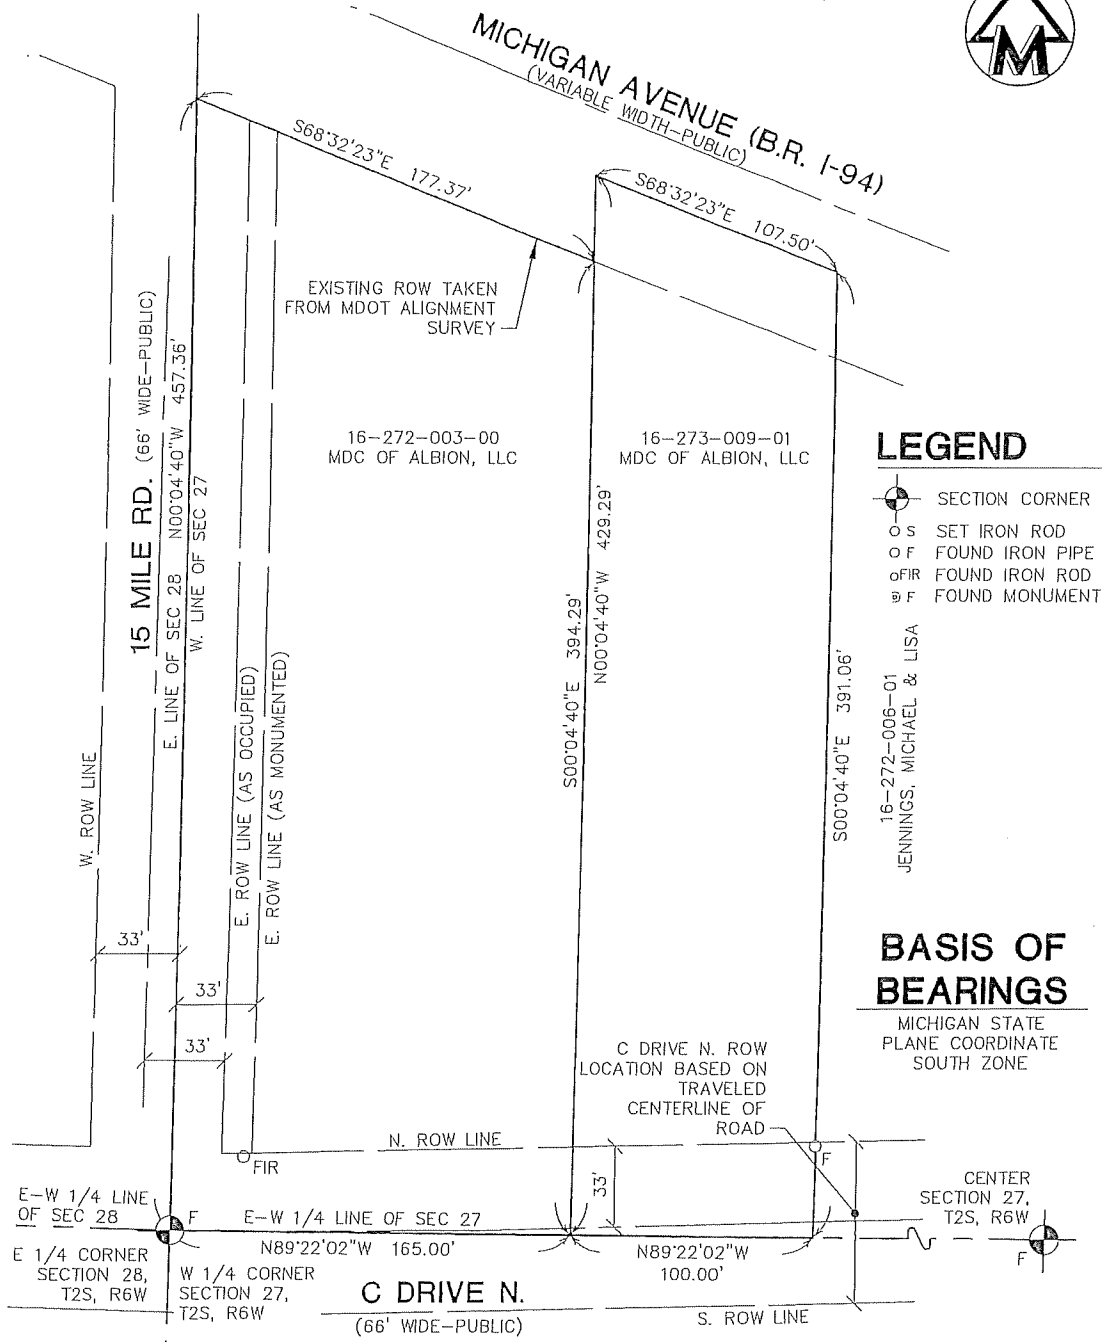 M
MICHIGAN AVENUE (B.R. I-94)
(VARIABLE WIDTH-PUBLIC)
S68°32'23"E 177.37'
S68°32'23"E 107.50'
EXISTING ROW TAKEN
FROM MDOT ALIGNMENT
SURVEY
15 MILE RD. (66' WIDE-PUBLIC)
E. LINE OF SEC 28 N00°04'40"W 457.36'
W. LINE OF SEC 27
16-272-003-00
MDC OF ALBION, LLC
16-273-009-01
MDC OF ALBION, LLC
S00°04'40"E 394.29'
N00°04'40"W 429.29'
S00°04'40"E 391.06'
LEGEND
SECTION CORNER
S SET IRON ROD
F FOUND IRON PIPE
FIR FOUND IRON ROD
F FOUND MONUMENT
16-272-006-01
JENNINGS, MICHAEL & LISA
W. ROW LINE
E. ROW LINE (AS OCCUPIED)
E. ROW LINE (AS MONUMENTED)
33'
33'
33'
BASIS OF
BEARINGS
MICHIGAN STATE
PLANE COORDINATE
SOUTH ZONE
C DRIVE N. ROW
LOCATION BASED ON
TRAVELED
CENTERLINE OF
ROAD
N. ROW LINE
FIR
F
33'
CENTER
SECTION 27,
T2S, R6W
F
E-W 1/4 LINE
OF SEC 28
F
E-W 1/4 LINE OF SEC 27
N89°22'02"W 165.00'
N89°22'02"W
100.00'
E 1/4 CORNER
SECTION 28,
T2S, R6W
W 1/4 CORNER
SECTION 27,
T2S, R6W
C DRIVE N.
(66' WIDE-PUBLIC)
S. ROW LINE